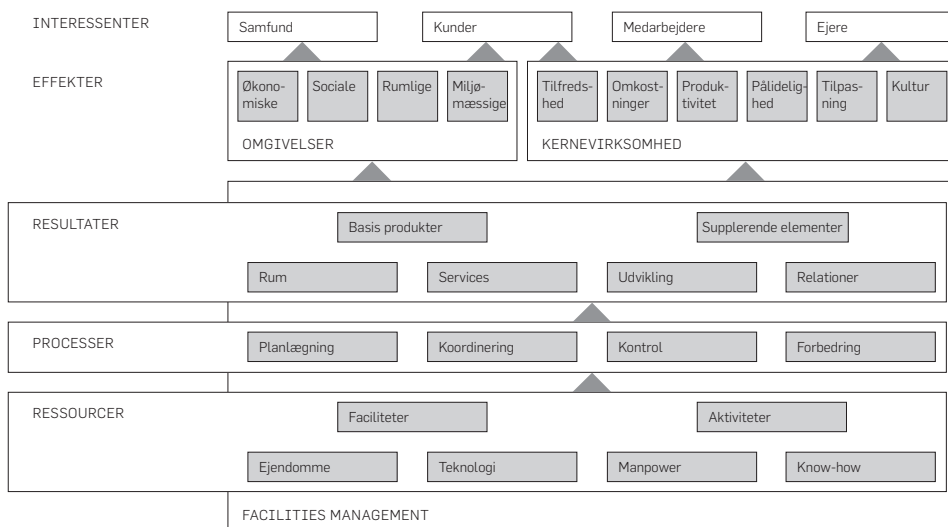 INTERESSENTER
Samfund
Kunder
Medarbejdere
Ejere
EFFEKTER
Økono-
miske
Sociale
Rumlige
Miljø-
mæssige
Tilfreds-
hed
Omkost-
ninger
Produk-
tivitet
Pålidelig-
hed
Tilpas-
ning
Kultur
OMGIVELSER
KERNEVIRKSOMHED
RESULTATER
Basis produkter
Supplerende elementer
Rum
Services
Udvikling
Relationer
PROCESSER
Planlægning
Koordinering
Kontrol
Forbedring
RESSOURCER
Faciliteter
Aktiviteter
Ejendomme
Teknologi
Manpower
Know-how
FACILITIES MANAGEMENT